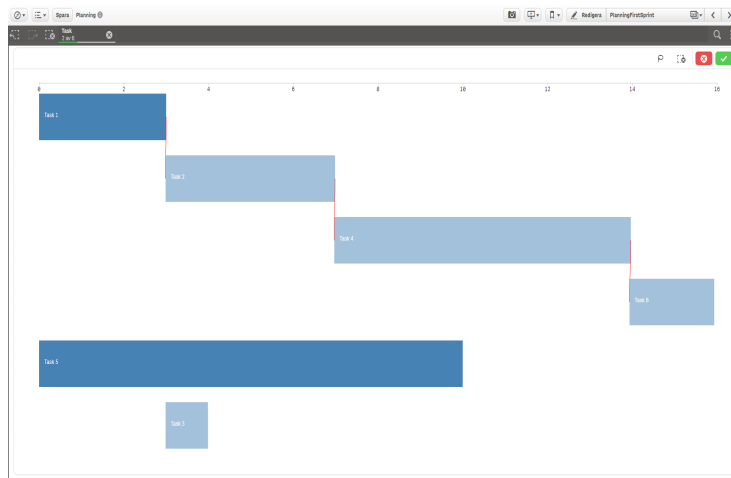 Spara Planning
Redigera PlanningFirstSprint
Task
2 av 6
0 2 4 6 8 10 12 14 16
Task 1
Task 2
Task 4
Task 6
Task 5
Task 3